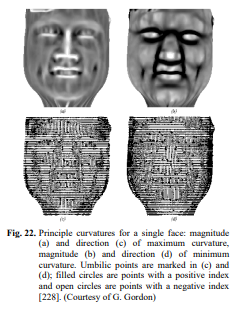 (a)
(b)
(c)
(d)
Fig. 22. Principle curvatures for a single face: magnitude
(a) and direction (c) of maximum curvature,
magnitude (b) and direction (d) of minimum
curvature. Umbilic points are marked in (c) and
(d); filled circles are points with a positive index
and open circles are points with a negative index
[228]. (Courtesy of G. Gordon)